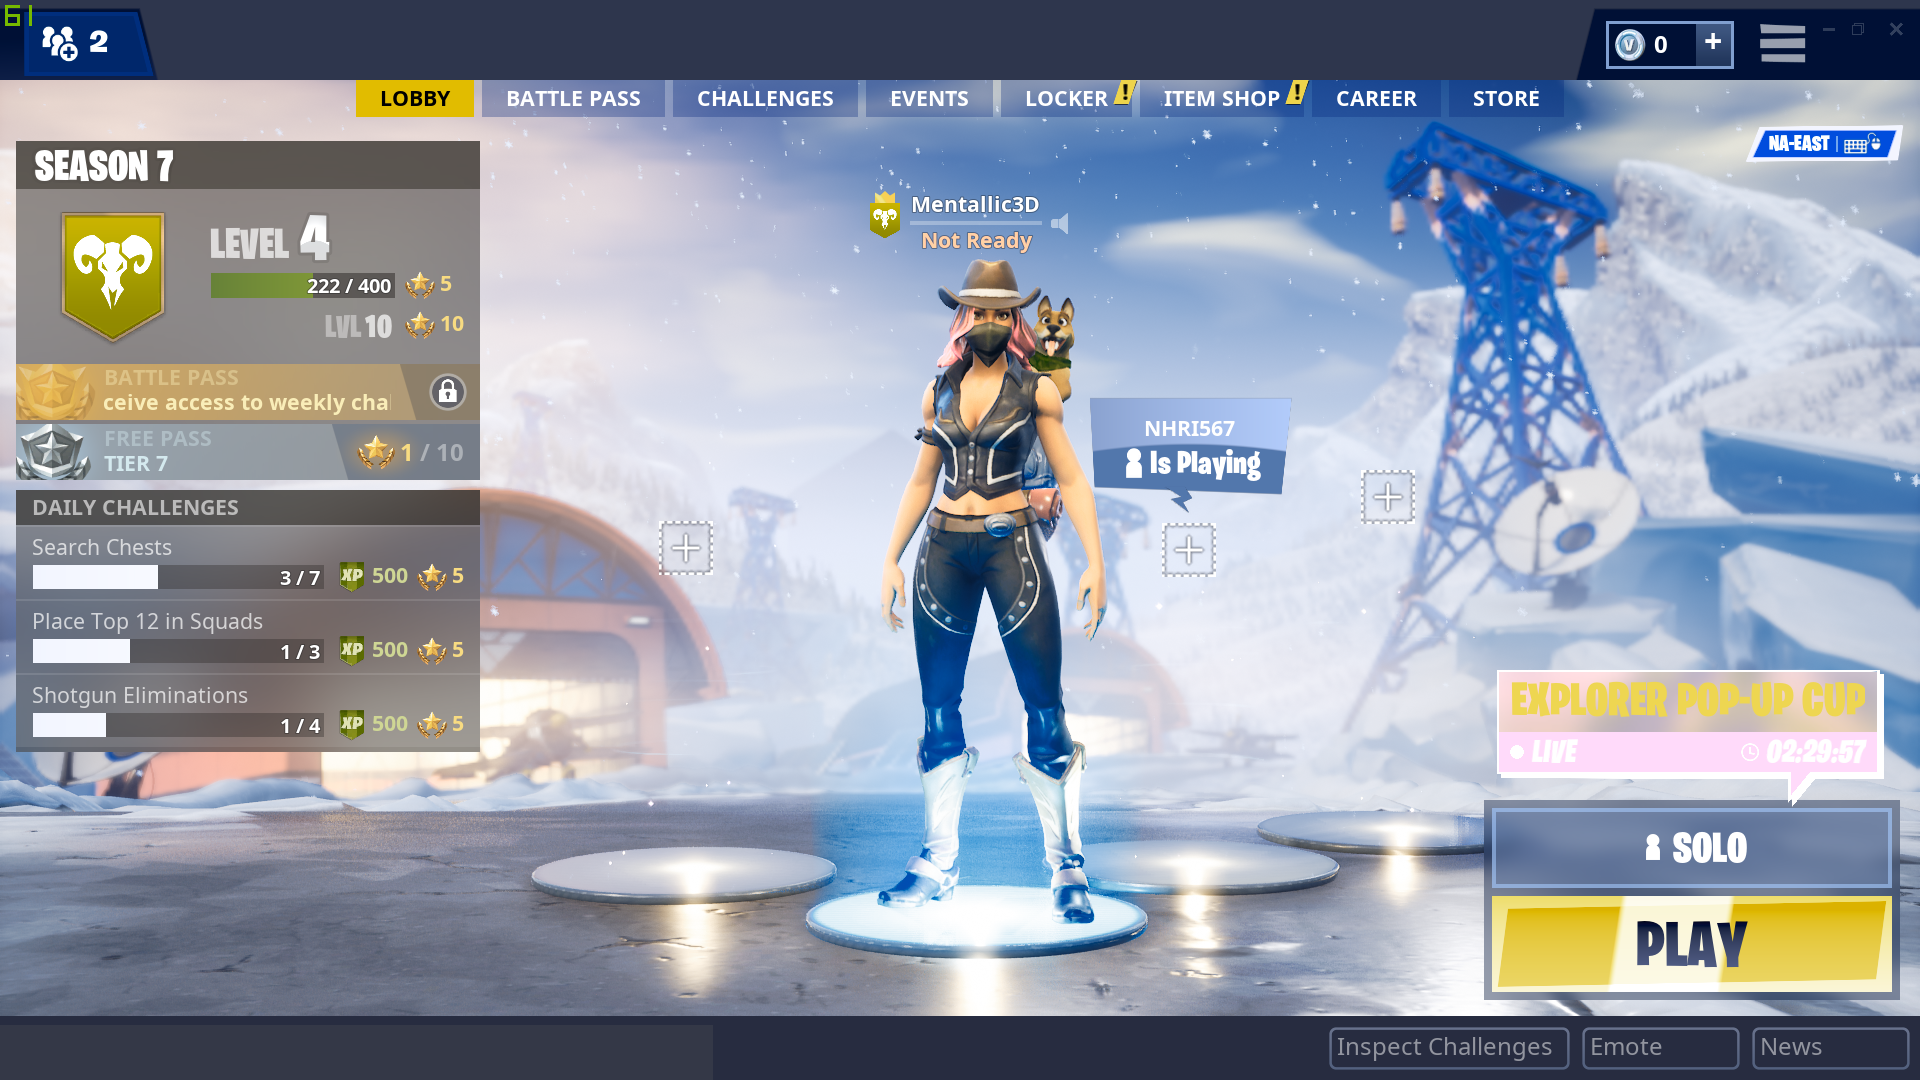 61
2
V 0 +
LOBBY
BATTLE PASS
CHALLENGES
EVENTS
LOCKER !
ITEM SHOP !
CAREER
STORE
NA-EAST
SEASON 7
LEVEL 4
222 / 400 5
LVL 10 10
BATTLE PASS
ceive access to weekly cha
FREE PASS
TIER 7
1 / 10
DAILY CHALLENGES
Search Chests
3 / 7 XP 500 5
Place Top 12 in Squads
1 / 3 XP 500 5
Shotgun Eliminations
1 / 4 XP 500 5
Mentallic3D
Not Ready
NHRI567
Is Playing
EXPLORER POP-UP CUP
LIVE 02:29:57
SOLO
PLAY
Inspect Challenges
Emote
News